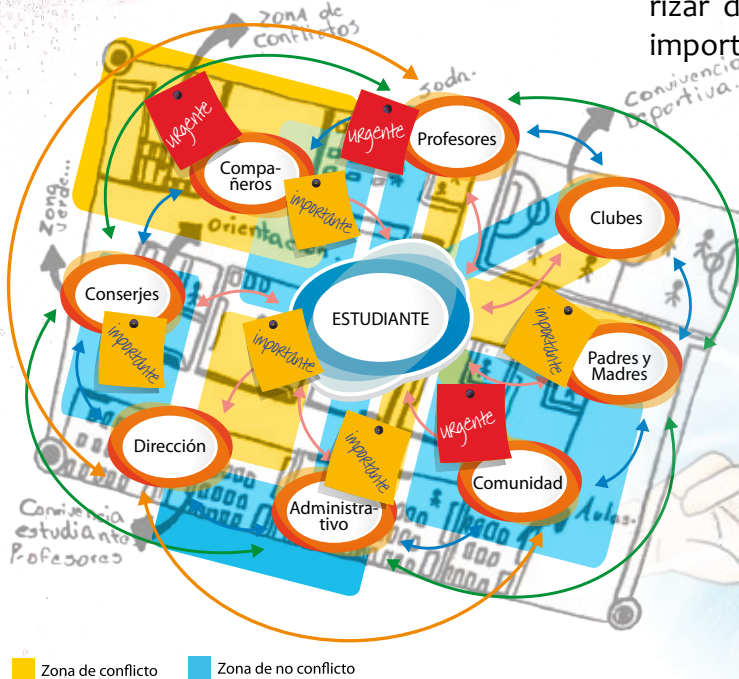 rizar d
import
ZONA DE
CONFLICTOS
Convivencia
Deportiva.
urgente
urgente
Profesores
Compa-
ñeros
importante
Clubes
Zona
verde...
Orientación.
Conserjes
ESTUDIANTE
importante
importante
importante
Padres y
Madres
urgente
Dirección
importante
Comunidad
Administra-
tivo
Aulas.
Convivencia
estudiante
Profesores
Zona de conflicto
Zona de no conflicto